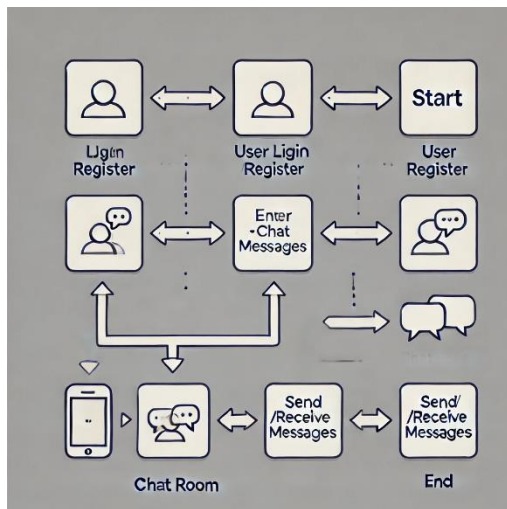 Start
Register
User Ligin
Register
User
Register
Enter
-Chat
Messages
Send
/Receive
Messages
Send/
/Receive
Messages
Chat Room
End